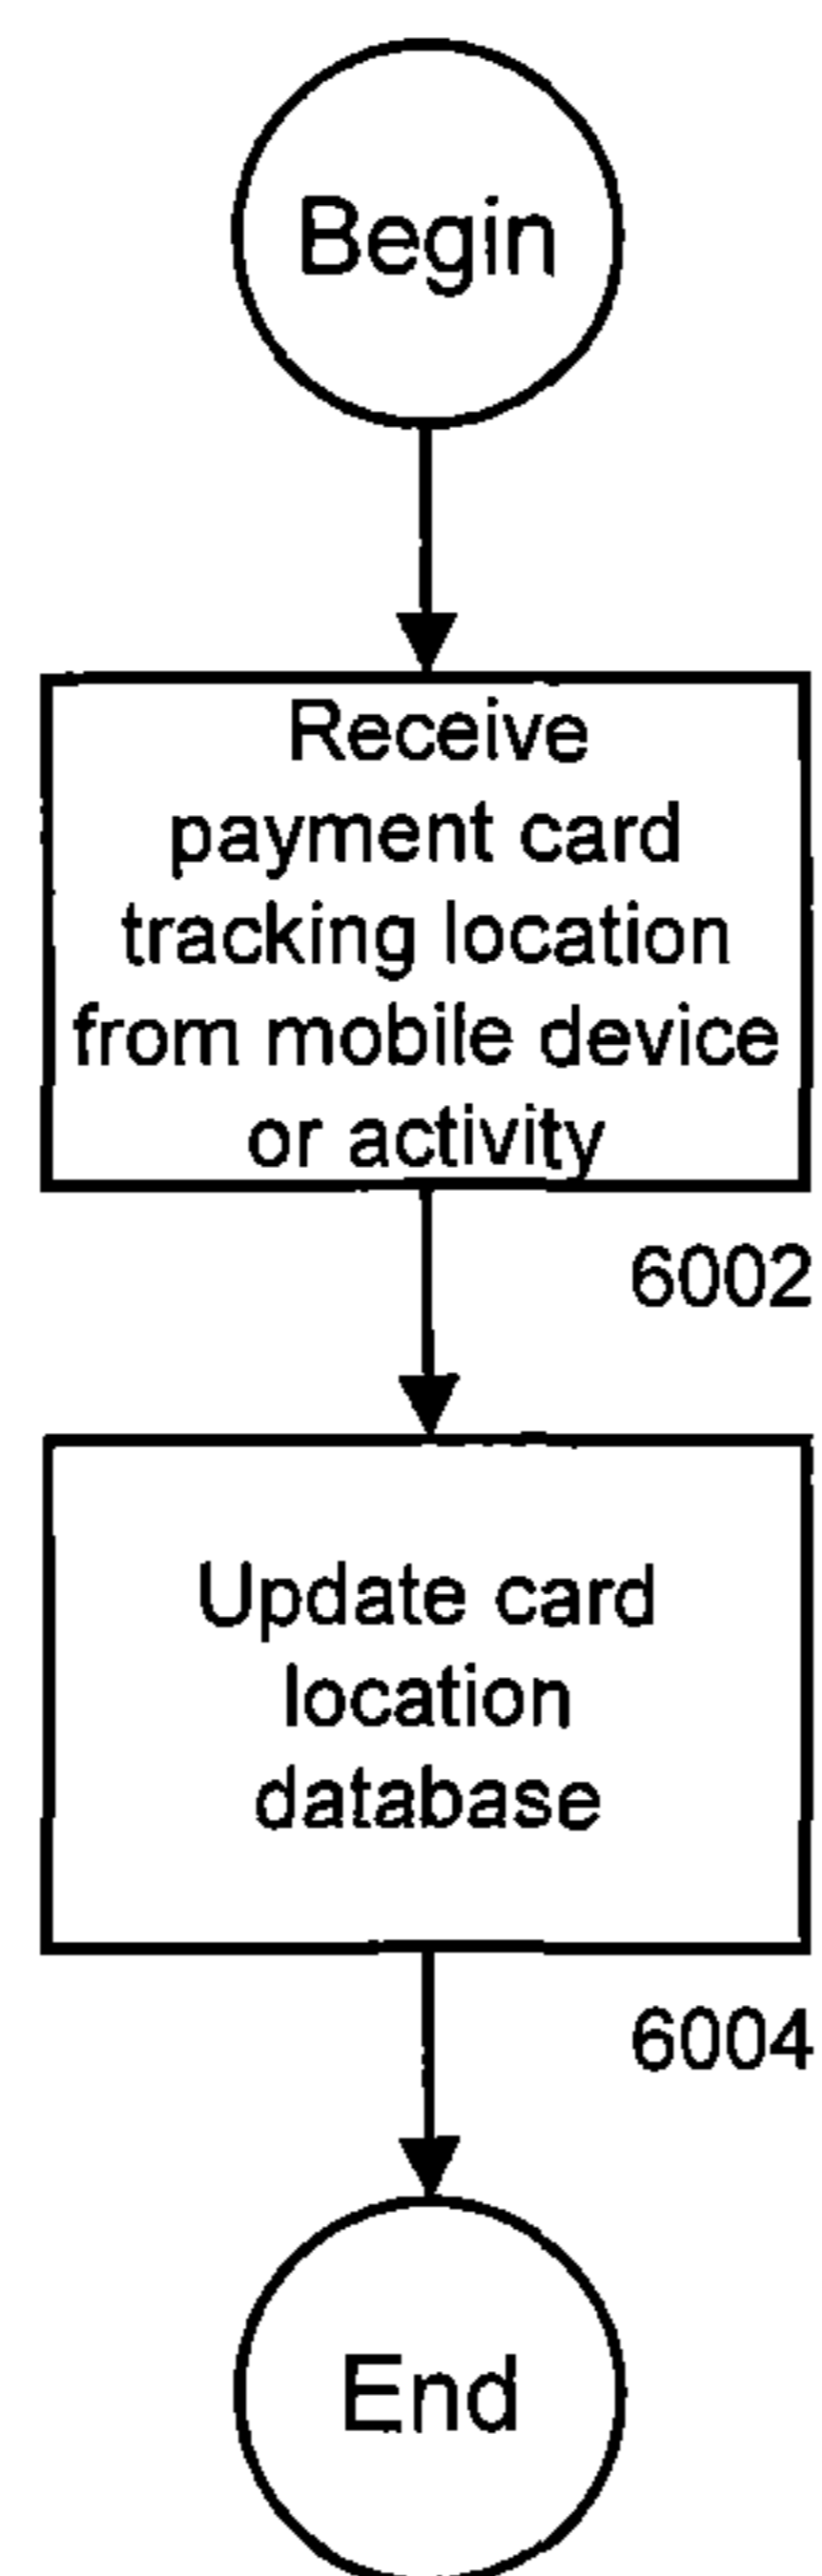 Begin
Receive
payment card
tracking location
from mobile device
or activity
6002
Update card
location
database
6004
End